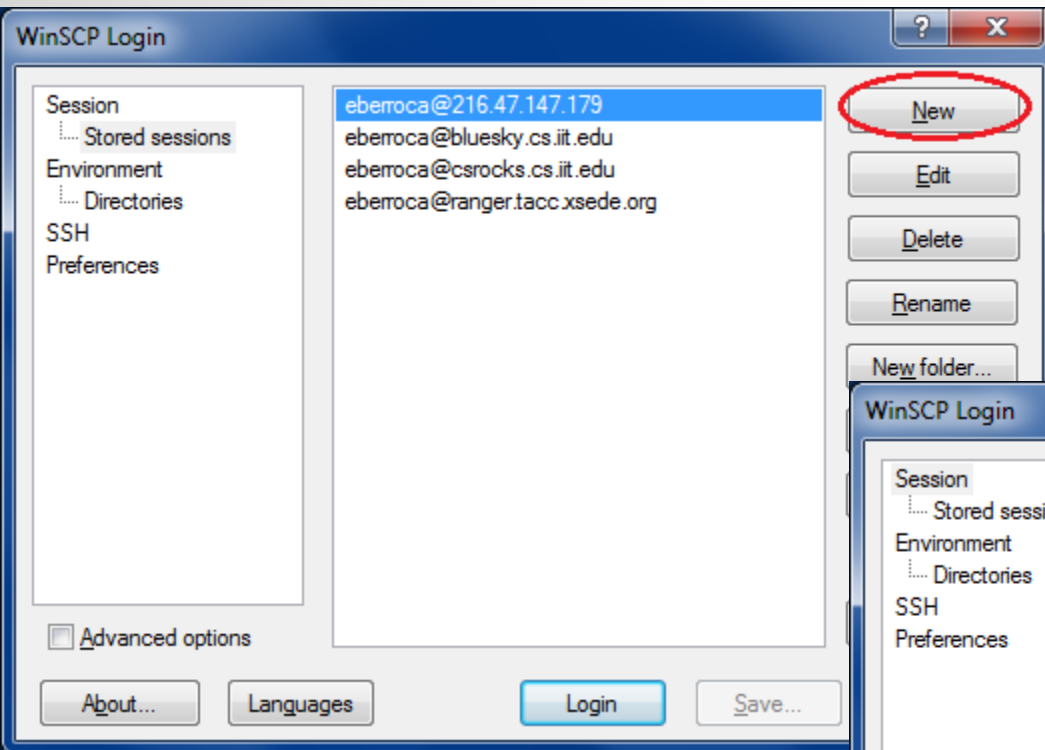 WinSCP Login
?
x
Session
Stored sessions
Environment
Directories
SSH
Preferences
eberroca@216.47.147.179
eberroca@bluesky.cs.iit.edu
eberroca@csrocks.cs.iit.edu
eberroca@ranger.tacc.xsede.org
New
Edit
Delete
Rename
New folder...
Advanced options
About...
Languages
Login
Save...
WinSCP Login
Session
Stored sessi
Environment
Directories
SSH
Preferences